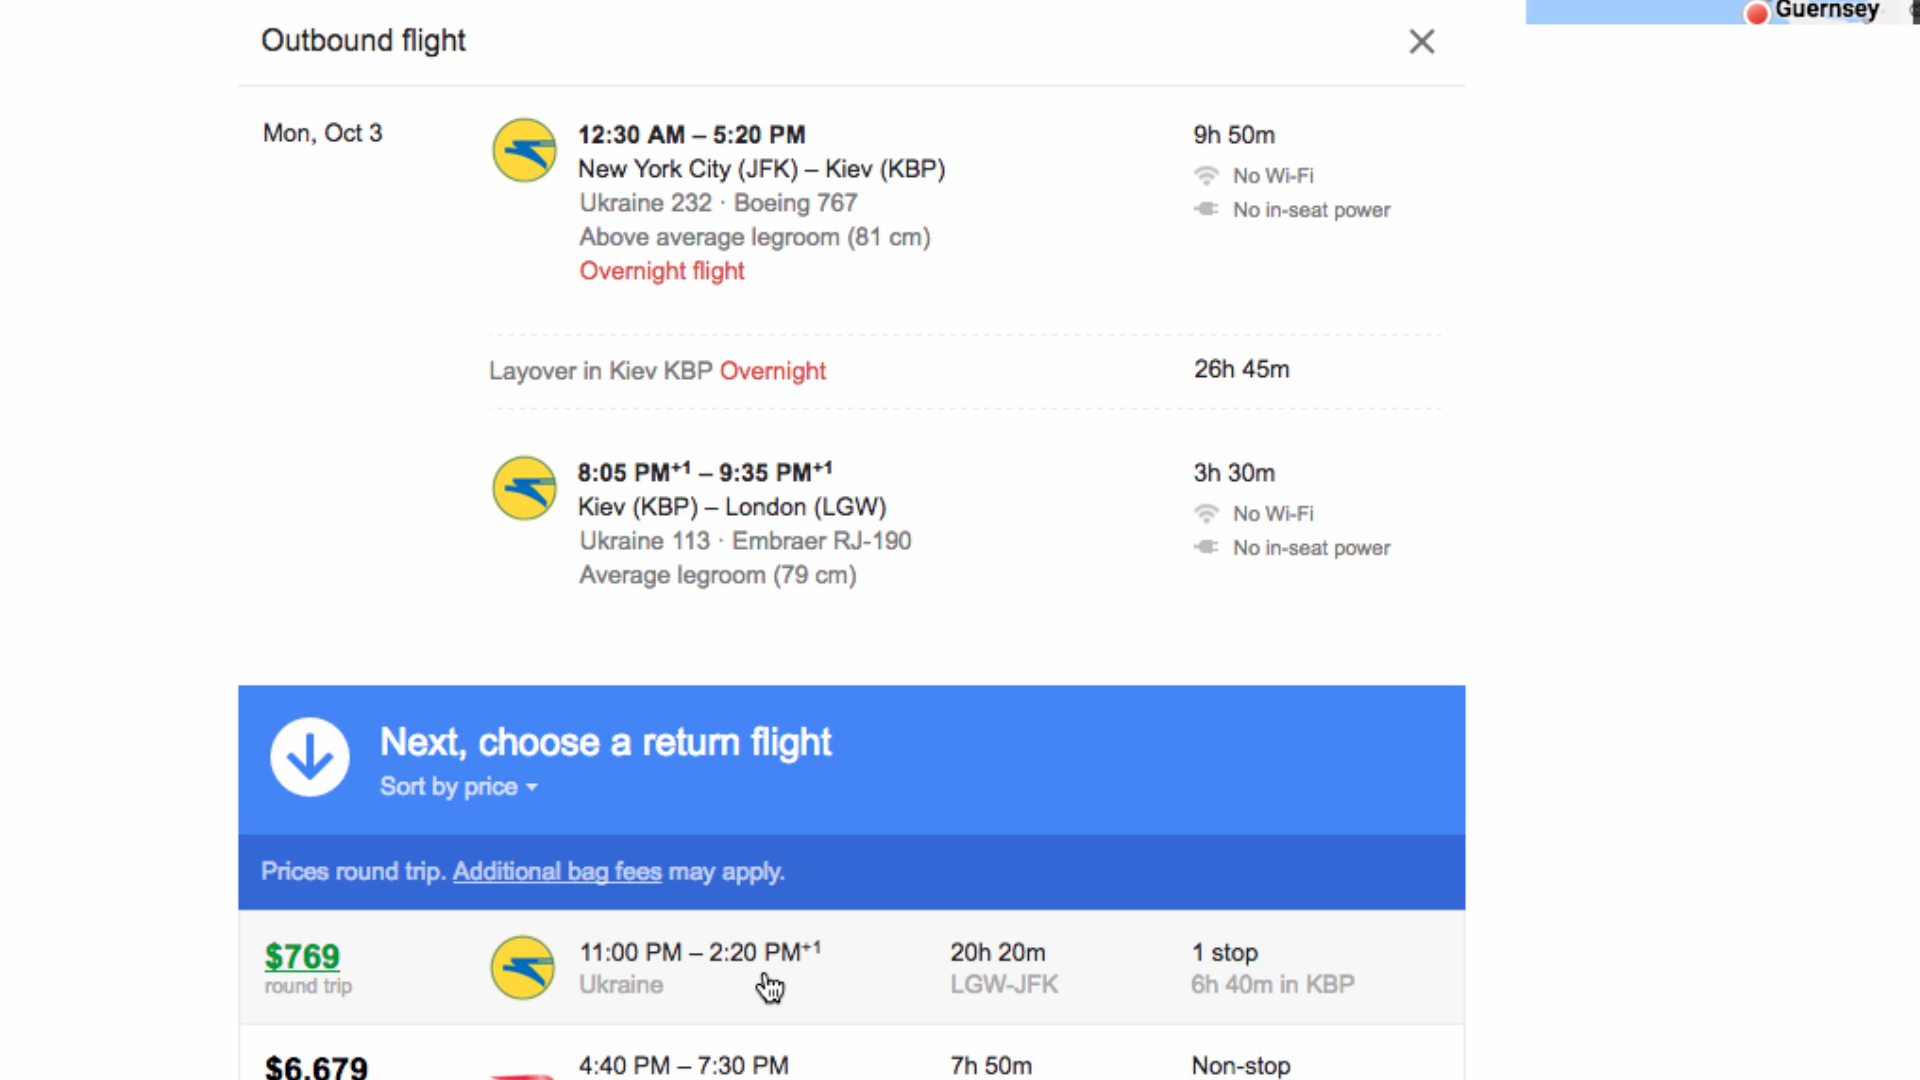 Guernsey
Outbound flight
Mon, Oct 3
12:30 AM – 5:20 PM
9h 50m
New York City (JFK) – Kiev (KBP)
No Wi-Fi
Ukraine 232 · Boeing 767
No in-seat power
Above average legroom (81 cm)
Overnight flight
Layover in Kiev KBP Overnight
26h 45m
8:05 PM+1 – 9:35 PM+1
3h 30m
Kiev (KBP) – London (LGW)
No Wi-Fi
Ukraine 113 · Embraer RJ-190
No in-seat power
Average legroom (79 cm)
Next, choose a return flight
Sort by price
Prices round trip. Additional bag fees may apply.
$769
11:00 PM – 2:20 PM+1
20h 20m
1 stop
round trip
Ukraine
LGW-JFK
6h 40m in KBP
$6,679
4:40 PM – 7:30 PM
7h 50m
Non-stop